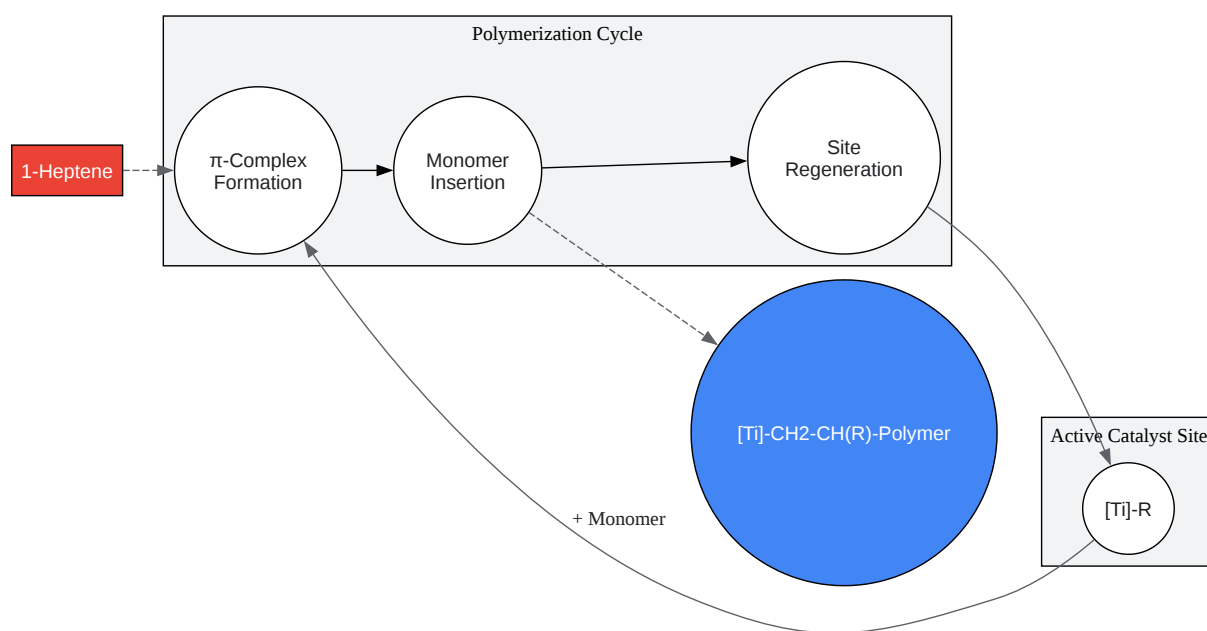 Polymerization Cycle
1-Heptene
π-Complex
Formation
Monomer
Insertion
Site
Regeneration
[Ti]-CH2-CH(R)-Polymer
Active Catalyst Site
[Ti]-R
+ Monomer